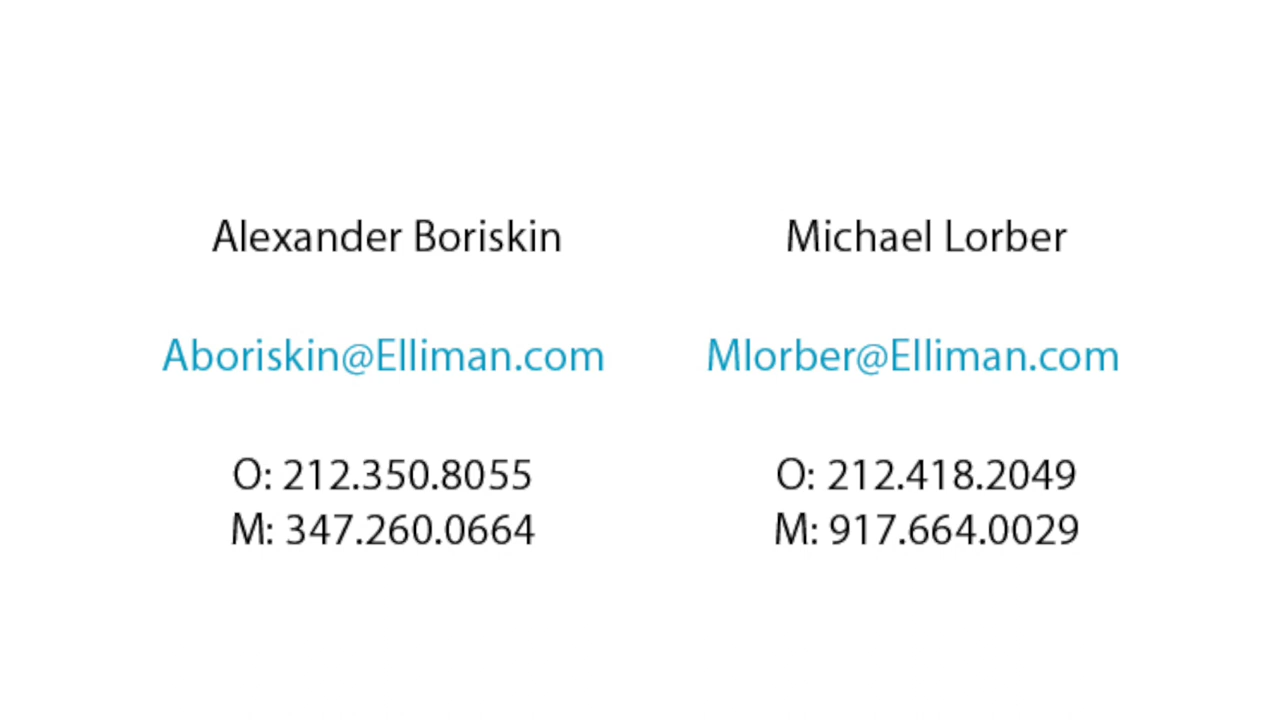 Alexander Boriskin
Aboriskin@Elliman.com
O: 212.350.8055
M: 347.260.0664
Michael Lorber
Mlorber@Elliman.com
O: 212.418.2049
M: 917.664.0029